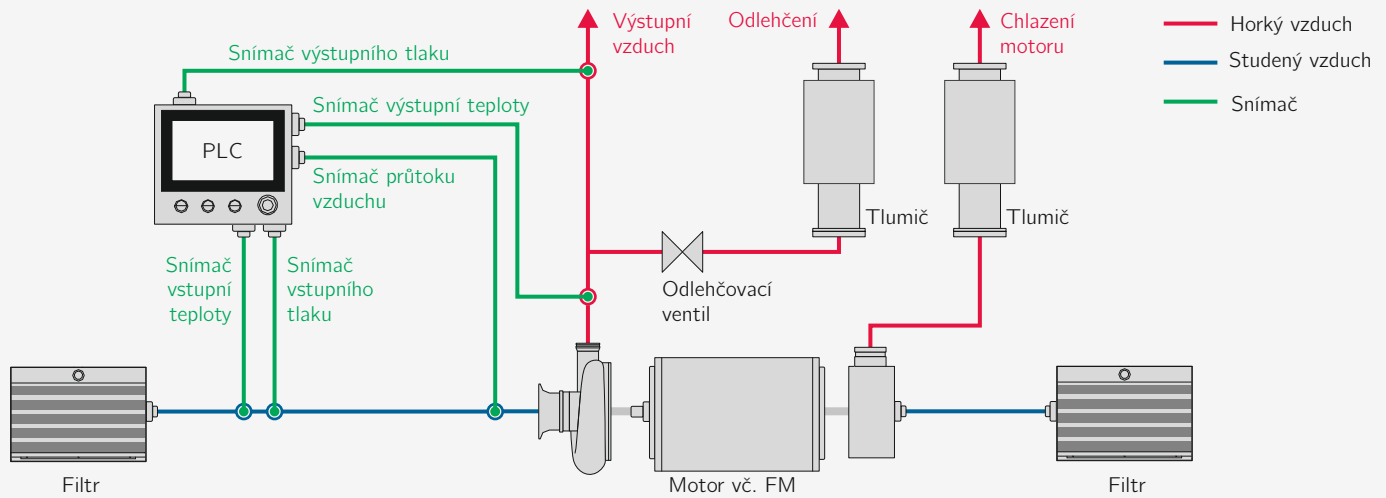 Výstupní
vzduch
Odlehčení
Chlazení
motoru
Horký vzduch
Studený vzduch
Snímač
Snímač výstupního tlaku
Snímač výstupní teploty
PLC
Snímač průtoku
vzduchu
Tlumič
Tlumič
Snímač
vstupní
teploty
Snímač
vstupního
tlaku
Odlehčovací
ventil
Filtr
Motor vč. FM
Filtr